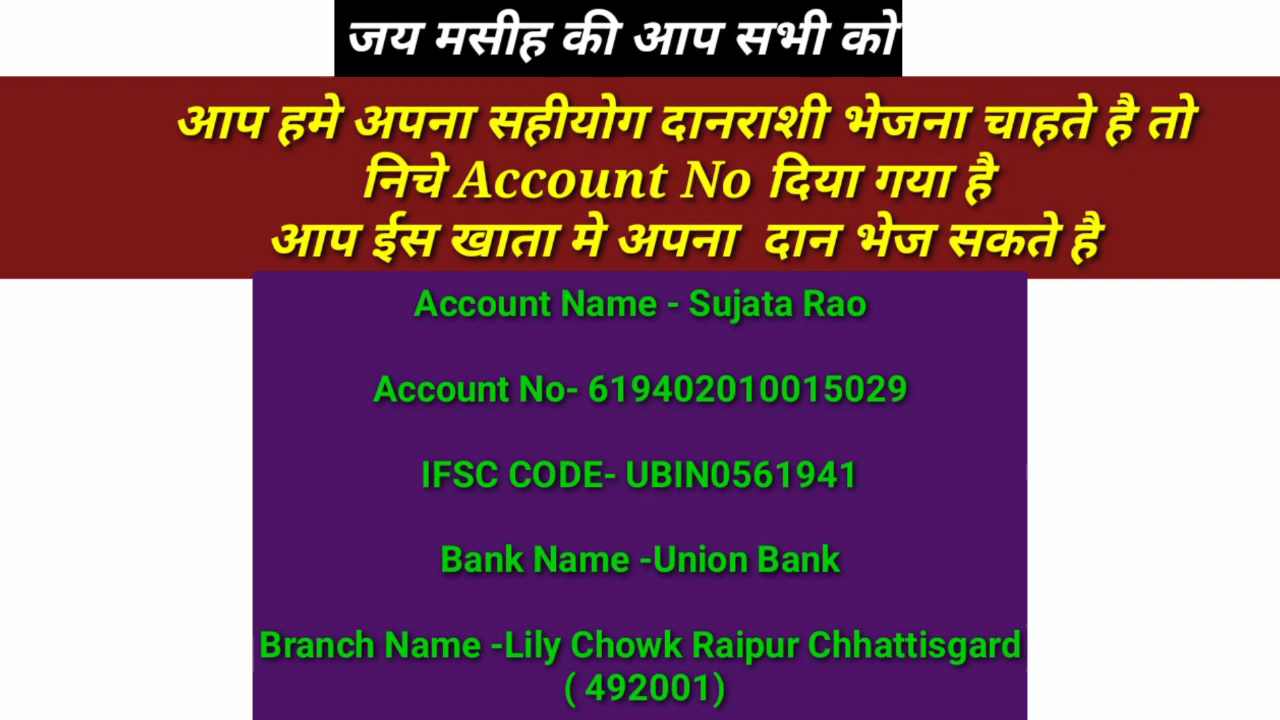 जय मसीह की आप सभी को
आप हमे अपना सहीयोग दानराशी भेजना चाहते है तो
निचे Account No दिया गया है
आप ईस खाता मे अपना दान भेज सकते है
Account Name - Sujata Rao
Account No- 619402010015029
IFSC CODE- UBIN0561941
Bank Name -Union Bank
Branch Name -Lily Chowk Raipur Chhattisgard
( 492001)